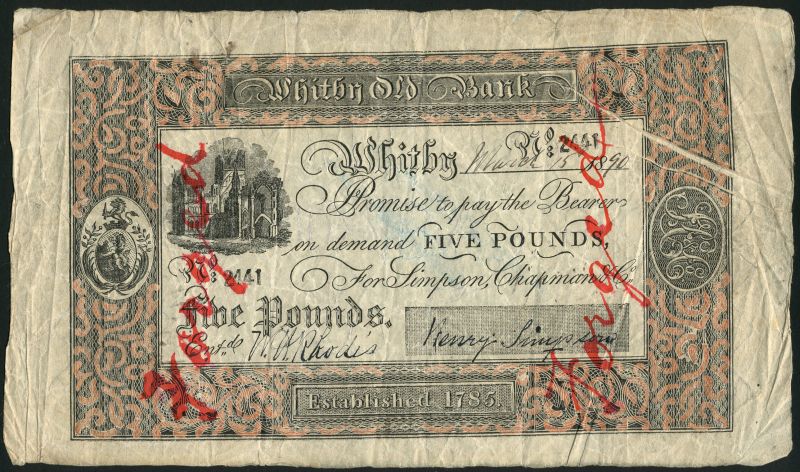 Whitby Old Bank
Whitby No: 2441
March 15 1890
Promise to pay the Bearer
on demand FIVE POUNDS,
No: 2441
For Simpson, Chapman & Co.
Five Pounds.
Entd. W H Rhodes
Henry Simpson
Established 1785.
Forged
Forged